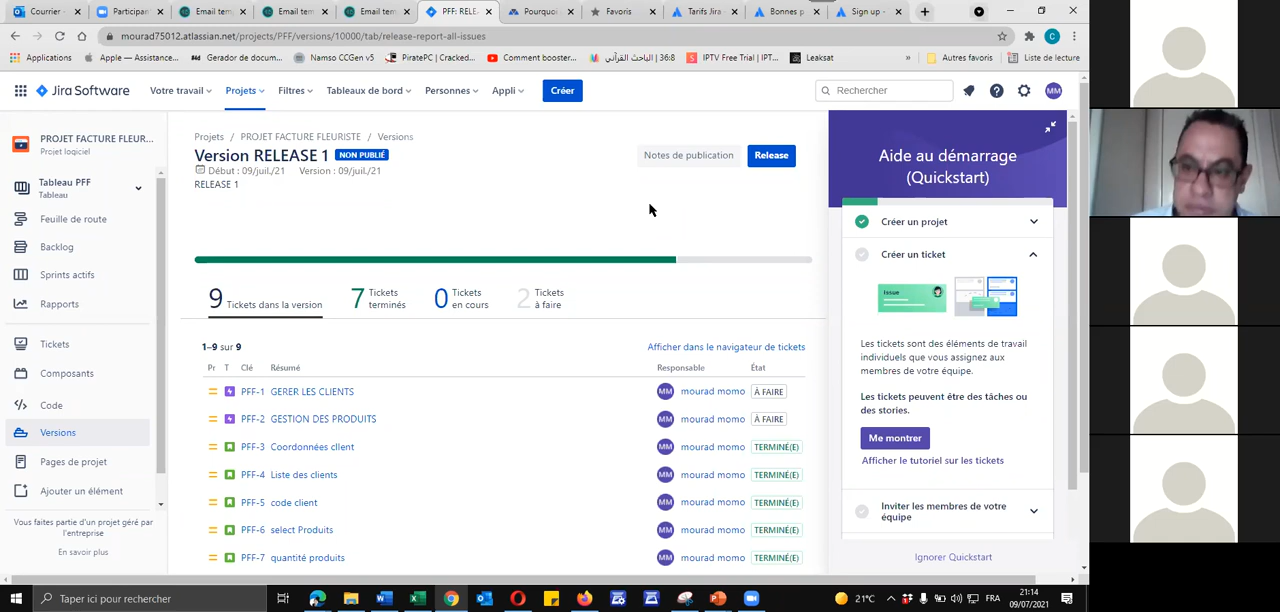 Courrier -
Participant
Email temp
Email tem
Email tem
PFF: RELE.
Pourquoi
Favoris
Tarifs Jira
Bonnes p
Sign up -
mourad75012.atlassian.net/projects/PFF/versions/10000/tab/release-report-all-issues
C
Applications
Apple — Assistance...
Gerador de docum...
Namso CCGen v5
PiratePC | Cracked...
Comment booster...
36:8 | الباحث القرآني
IPTV Free Trial | IPT...
Leaksat
»
Autres favoris
Liste de lecture
Jira Software
Votre travail
Projets
Filtres
Tableaux de bord
Personnes
Appli
Créer
Rechercher
MM
PROJET FACTURE FLEUR...
Projet logiciel
Tableau PFF
Tableau
Feuille de route
Backlog
Sprints actifs
Rapports
Tickets
Composants
Code
Versions
Pages de projet
Ajouter un élément
Vous faites partie d'un projet géré par
l'entreprise
En savoir plus
Projets / PROJET FACTURE FLEURISTE / Versions
Version RELEASE 1 NON PUBLIÉ
Notes de publication
Release
Début : 09/juil./21 Version : 09/juil./21
RELEASE 1
9 Tickets dans la version
7 Tickets terminés
0 Tickets en cours
2 Tickets à faire
1–9 sur 9
Afficher dans le navigateur de tickets
Pr T Clé Résumé Responsable État
PFF-1 GERER LES CLIENTS MM mourad momo À FAIRE
PFF-2 GESTION DES PRODUITS MM mourad momo À FAIRE
PFF-3 Coordonnées client MM mourad momo TERMINÉ(E)
PFF-4 Liste des clients MM mourad momo TERMINÉ(E)
PFF-5 code client MM mourad momo TERMINÉ(E)
PFF-6 select Produits MM mourad momo TERMINÉ(E)
PFF-7 quantité produits MM mourad momo TERMINÉ(E)
Aide au démarrage
(Quickstart)
Créer un projet
Créer un ticket
Issue
Les tickets sont des éléments de travail
individuels que vous assignez aux
membres de votre équipe.
Les tickets peuvent être des tâches ou
des stories.
Me montrer
Afficher le tutoriel sur les tickets
Inviter les membres de votre
équipe
Ignorer Quickstart
Taper ici pour rechercher
21°C
FRA
21:14
09/07/2021